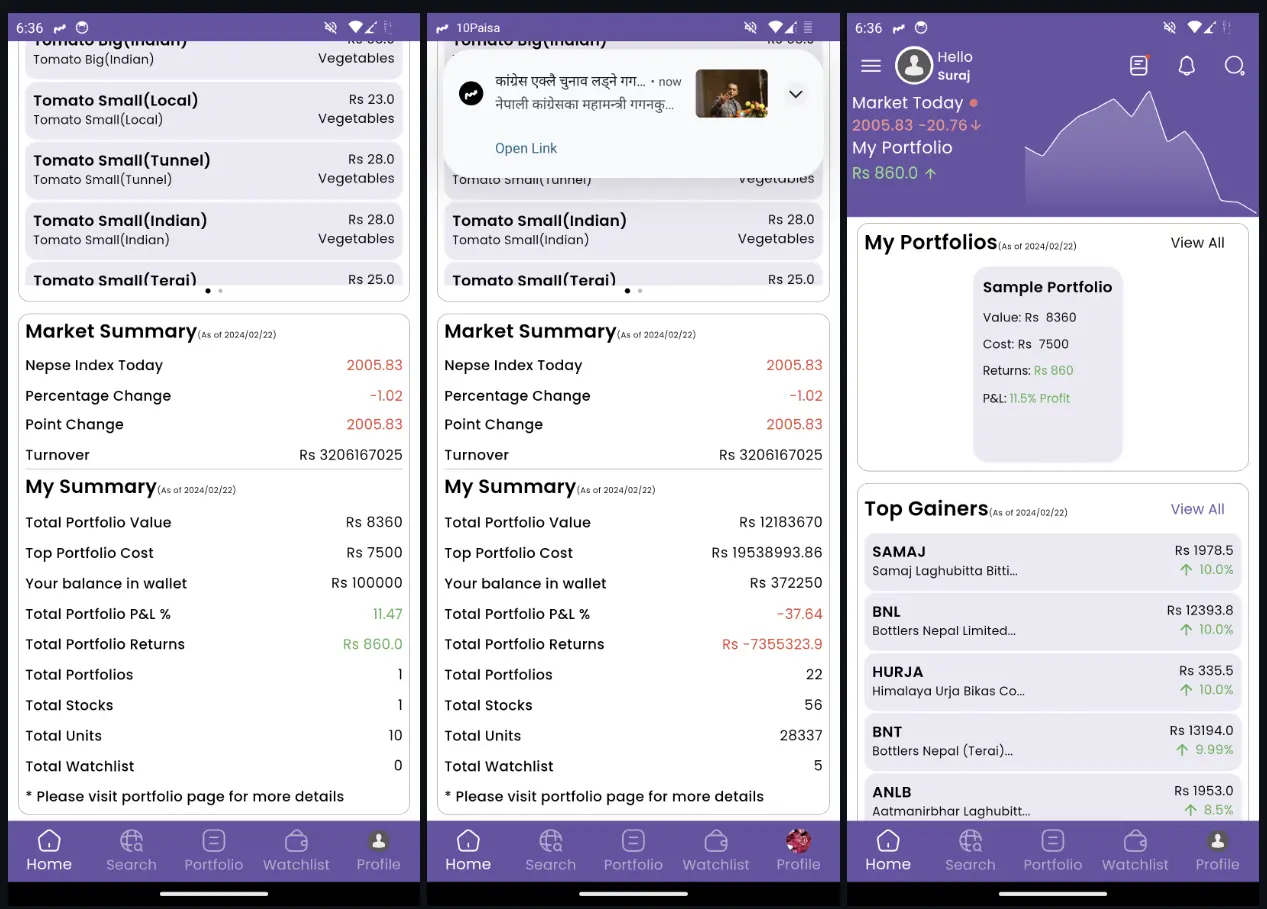 6:36
Tomato Big(Indian)
Tomato Big(Indian) Vegetables
Tomato Small(Local) Rs 23.0
Tomato Small(Local) Vegetables
Tomato Small(Tunnel) Rs 28.0
Tomato Small(Tunnel) Vegetables
Tomato Small(Indian) Rs 28.0
Tomato Small(Indian) Vegetables
Tomato Small(Terai) Rs 25.0
Market Summary(As of 2024/02/22)
Nepse Index Today 2005.83
Percentage Change -1.02
Point Change 2005.83
Turnover Rs 3206167025
My Summary(As of 2024/02/22)
Total Portfolio Value Rs 8360
Top Portfolio Cost Rs 7500
Your balance in wallet Rs 100000
Total Portfolio P&L % 11.47
Total Portfolio Returns Rs 860.0
Total Portfolios 1
Total Stocks 1
Total Units 10
Total Watchlist 0
* Please visit portfolio page for more details
Home Search Portfolio Watchlist Profile
10Paisa
Tomato Big(Indian)
कांग्रेस एक्लै चुनाव लड्ने गग... • now
नेपाली कांग्रेसका महामन्त्री गगनकु...
Open Link
Tomato Small(Tunnel) Vegetables
Tomato Small(Indian) Rs 28.0
Tomato Small(Indian) Vegetables
Tomato Small(Terai) Rs 25.0
Market Summary(As of 2024/02/22)
Nepse Index Today 2005.83
Percentage Change -1.02
Point Change 2005.83
Turnover Rs 3206167025
My Summary(As of 2024/02/22)
Total Portfolio Value Rs 12183670
Top Portfolio Cost Rs 19538993.86
Your balance in wallet Rs 372250
Total Portfolio P&L % -37.64
Total Portfolio Returns Rs -7355323.9
Total Portfolios 22
Total Stocks 56
Total Units 28337
Total Watchlist 5
* Please visit portfolio page for more details
Home Search Portfolio Watchlist Profile
6:36
Hello
Suraj
Market Today
2005.83 -20.76↓
My Portfolio
Rs 860.0 ↑
My Portfolios(As of 2024/02/22) View All
Sample Portfolio
Value: Rs 8360
Cost: Rs 7500
Returns: Rs 860
P&L: 11.5% Profit
Top Gainers(As of 2024/02/22) View All
SAMAJ Rs 1978.5
Samaj Laghubitta Bitti... ↑ 10.0%
BNL Rs 12393.8
Bottlers Nepal Limited... ↑ 10.0%
HURJA Rs 335.5
Himalaya Urja Bikas Co... ↑ 10.0%
BNT Rs 13194.0
Bottlers Nepal (Terai)... ↑ 9.99%
ANLB Rs 1953.0
Aatmanirbhar Laghubitt... ↑ 8.5%
Home Search Portfolio Watchlist Profile